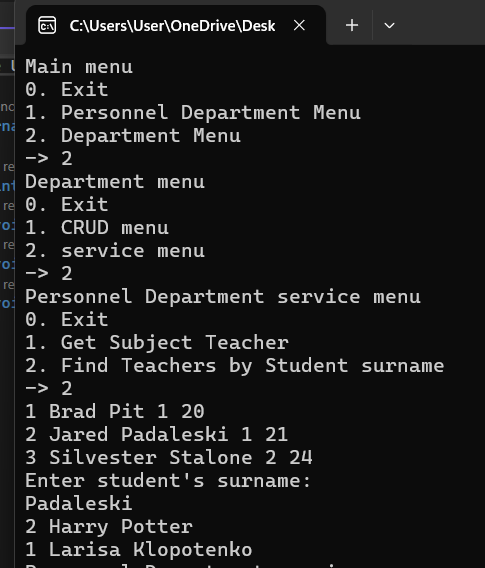 C:\Users\User\OneDrive\Desk
Main menu
0. Exit
1. Personnel Department Menu
2. Department Menu
-> 2
Department menu
0. Exit
1. CRUD menu
2. service menu
-> 2
Personnel Department service menu
0. Exit
1. Get Subject Teacher
2. Find Teachers by Student surname
-> 2
1 Brad Pit 1 20
2 Jared Padaleski 1 21
3 Silvester Stalone 2 24
Enter student's surname:
Padaleski
2 Harry Potter
1 Larisa Klopotenko